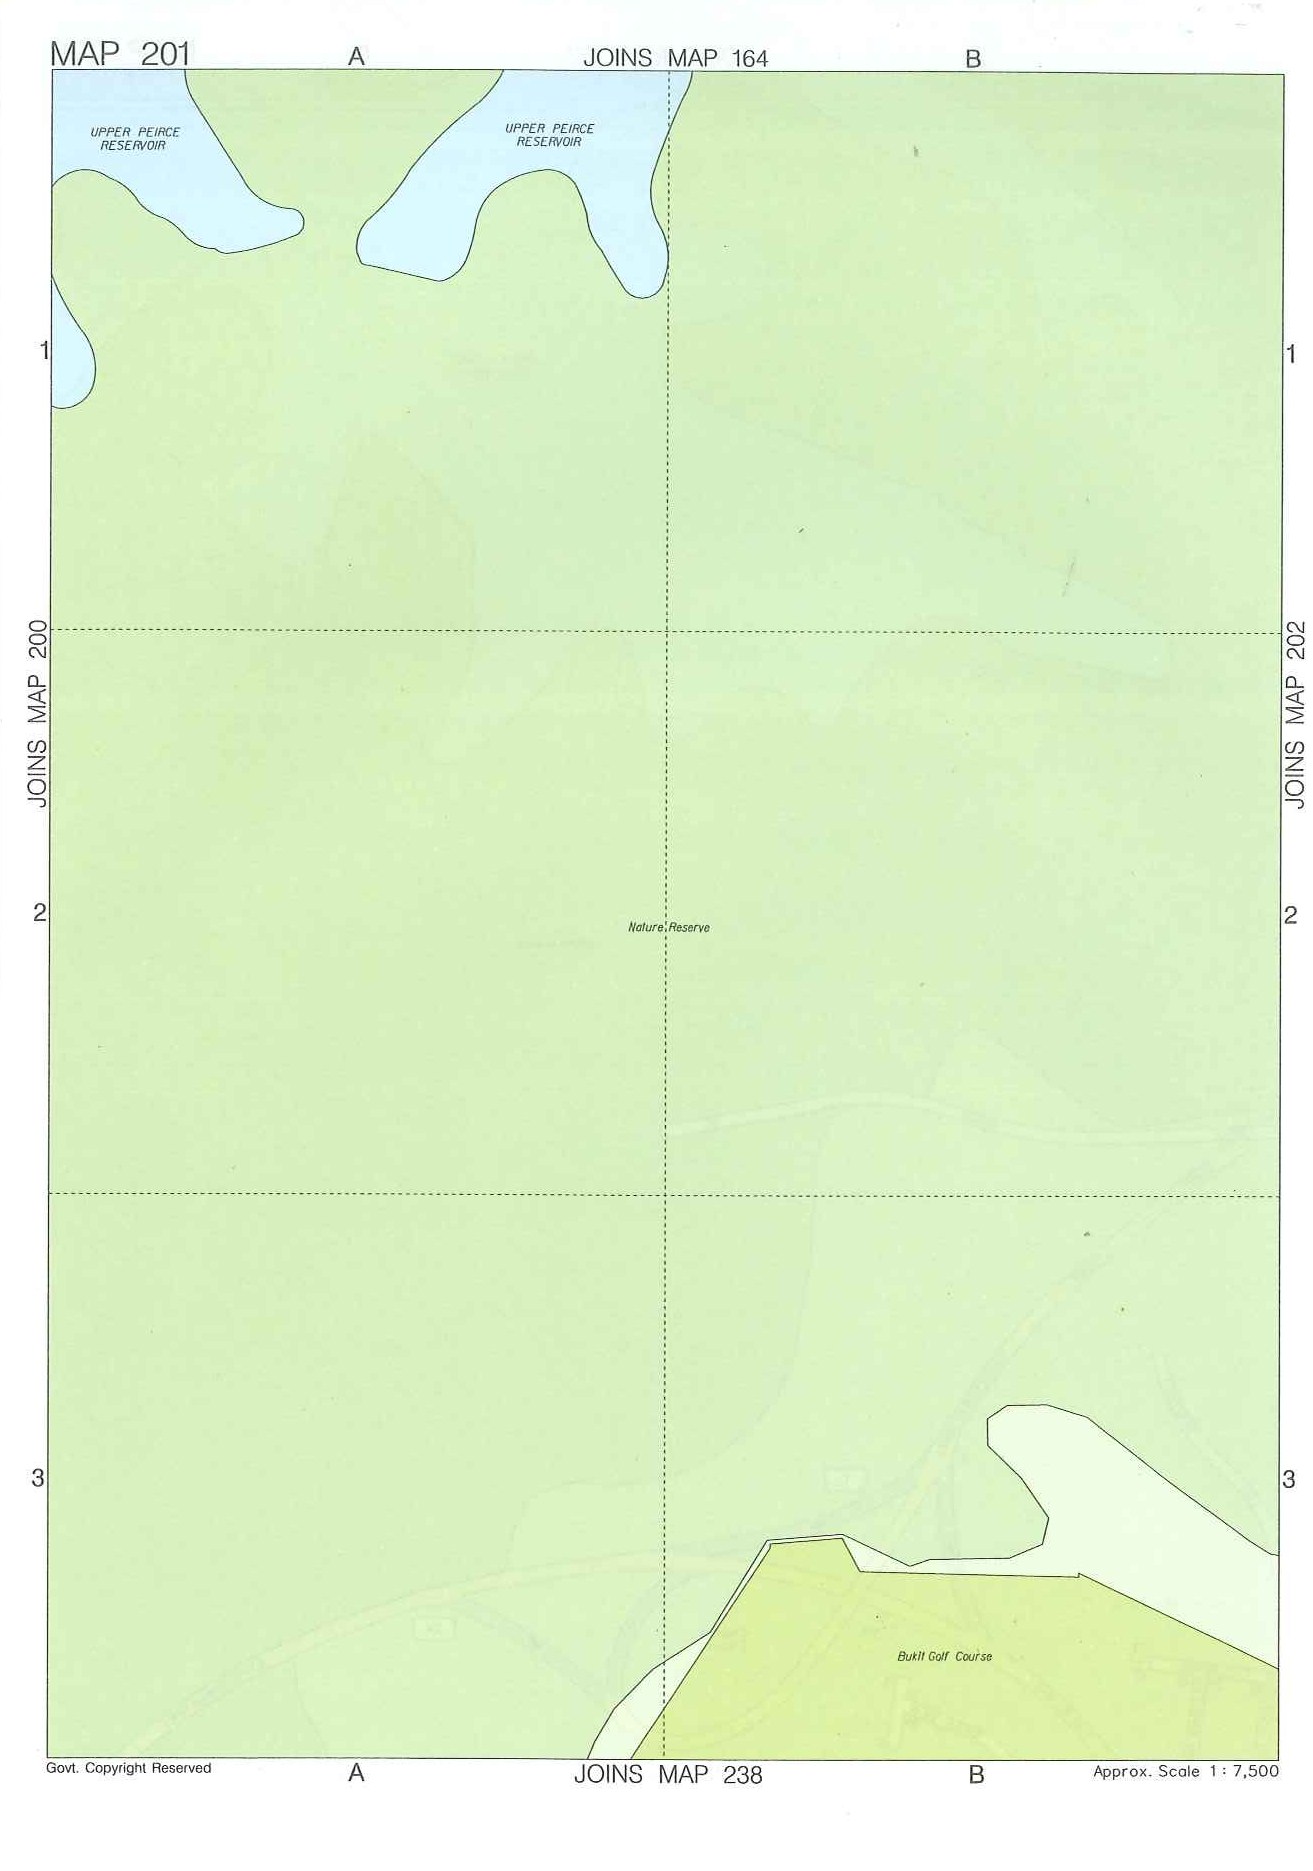 MAP 201
A
JOINS MAP 164
B
UPPER PEIRCE
RESERVOIR
UPPER PEIRCE
RESERVOIR
1
1
JOINS MAP 200
JOINS MAP 202
2
Nature Reserve
2
3
3
Bukit Golf Course
Govt. Copyright Reserved
A
JOINS MAP 238
B
Approx. Scale 1 : 7,500